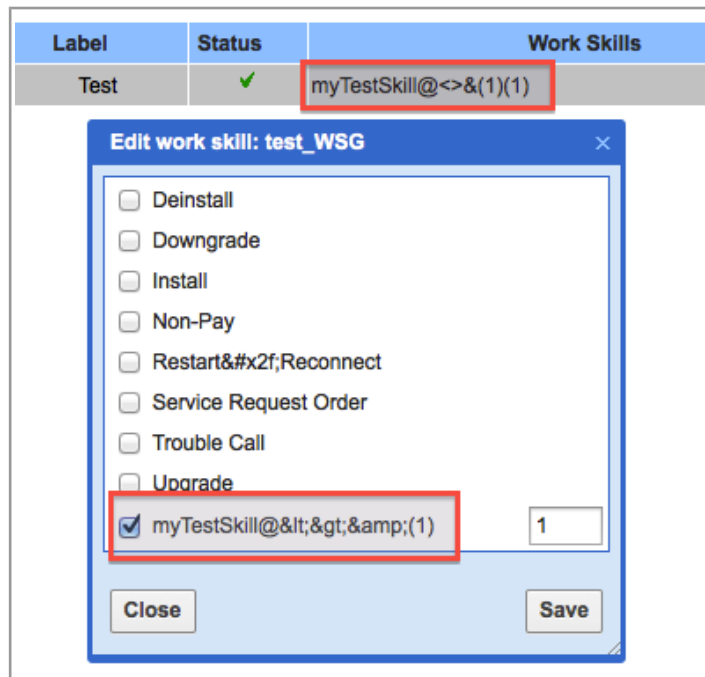 Label Status Work Skills
Test myTestSkill@<>&(1)(1)
Edit work skill: test_WSG ×
Deinstall
Downgrade
Install
Non-Pay
Restart&#x2f;Reconnect
Service Request Order
Trouble Call
Upgrade
myTestSkill@&lt;&gt;&amp;(1) 1
Close Save